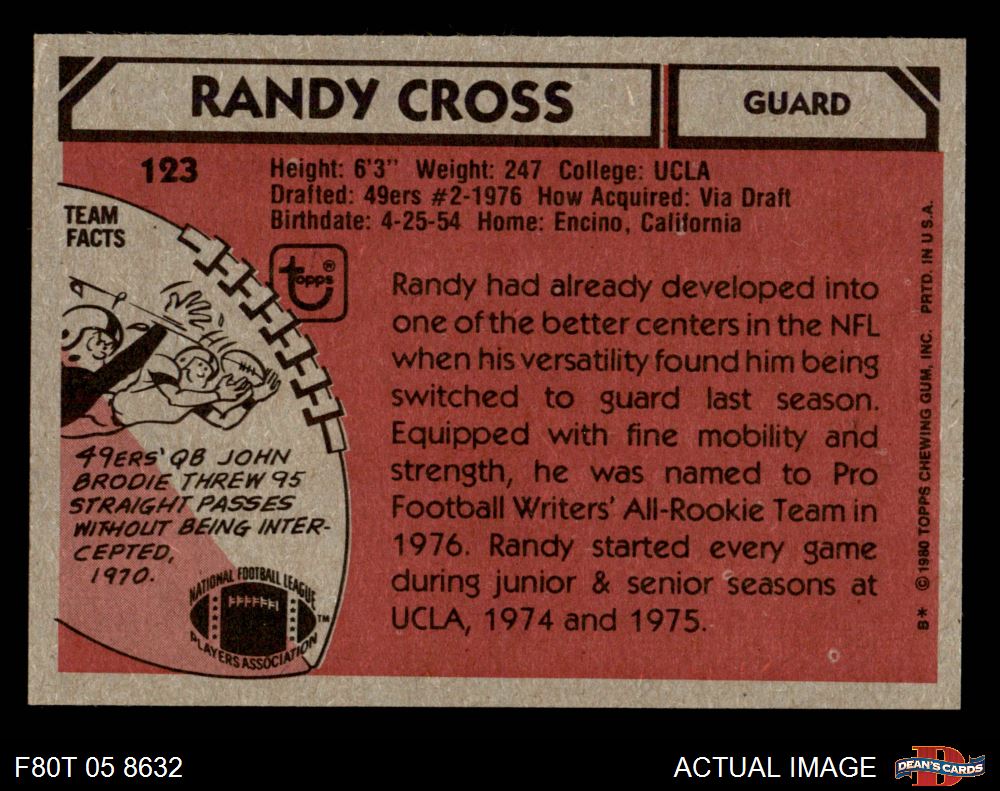 RANDY CROSS
GUARD
123
Height: 6'3" Weight: 247 College: UCLA
Drafted: 49ers #2-1976 How Acquired: Via Draft
Birthdate: 4-25-54 Home: Encino, California
TEAM
FACTS
topps®
Randy had already developed into
one of the better centers in the NFL
when his versatility found him being
switched to guard last season.
Equipped with fine mobility and
strength, he was named to Pro
Football Writers' All-Rookie Team in
1976. Randy started every game
during junior & senior seasons at
UCLA, 1974 and 1975.
49ERS' QB JOHN
BRODIE THREW 95
STRAIGHT PASSES
WITHOUT BEING INTER-
CEPTED,
1970.
NATIONAL FOOTBALL LEAGUE
PLAYERS ASSOCIATION
™
B* © 1980 TOPPS CHEWING GUM, INC. PRTD. IN U.S.A.
F80T 05 8632
ACTUAL IMAGE
D
DEAN'S CARDS